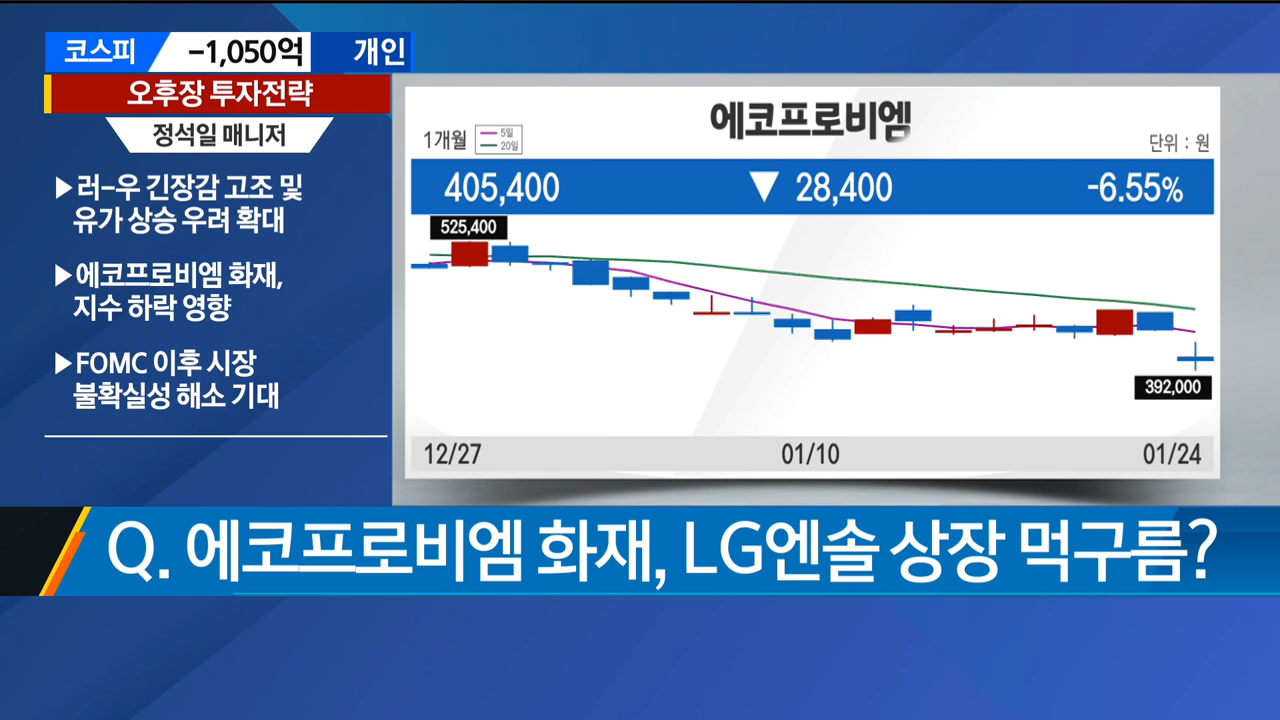 코스피 -1,050억 개인
오후장 투자전략
정석일 매니저
▶러-우 긴장감 고조 및
유가 상승 우려 확대
▶에코프로비엠 화재,
지수 하락 영향
▶FOMC 이후 시장
불확실성 해소 기대
에코프로비엠
1개월
5일
20일
단위 : 원
405,400 ▼ 28,400 -6.55%
525,400
392,000
12/27 01/10 01/24
Q. 에코프로비엠 화재, LG엔솔 상장 먹구름?